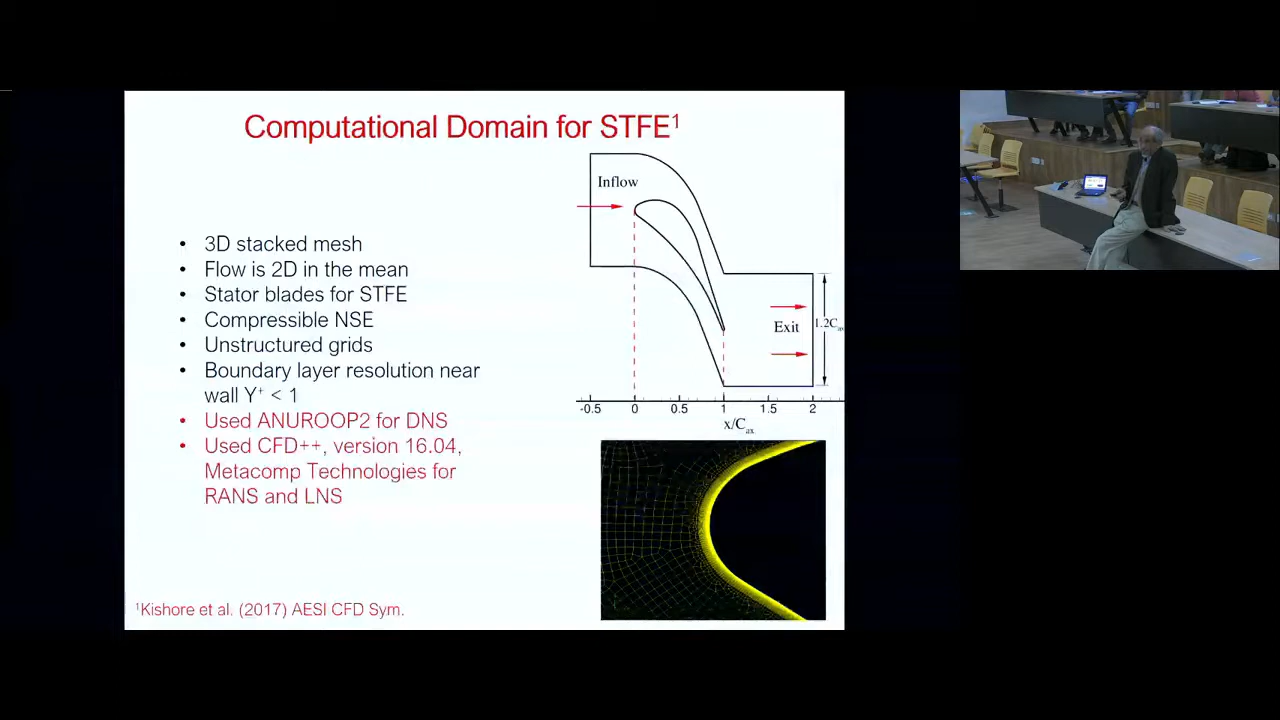 Computational Domain for STFE¹
• 3D stacked mesh
• Flow is 2D in the mean
• Stator blades for STFE
• Compressible NSE
• Unstructured grids
• Boundary layer resolution near
wall Y⁺ < 1
• Used ANUROOP2 for DNS
• Used CFD++, version 16.04,
Metacomp Technologies for
RANS and LNS
¹Kishore et al. (2017) AESI CFD Sym.
Inflow
Exit
-0.5 0 0.5 1 1.5 2
x/Cax